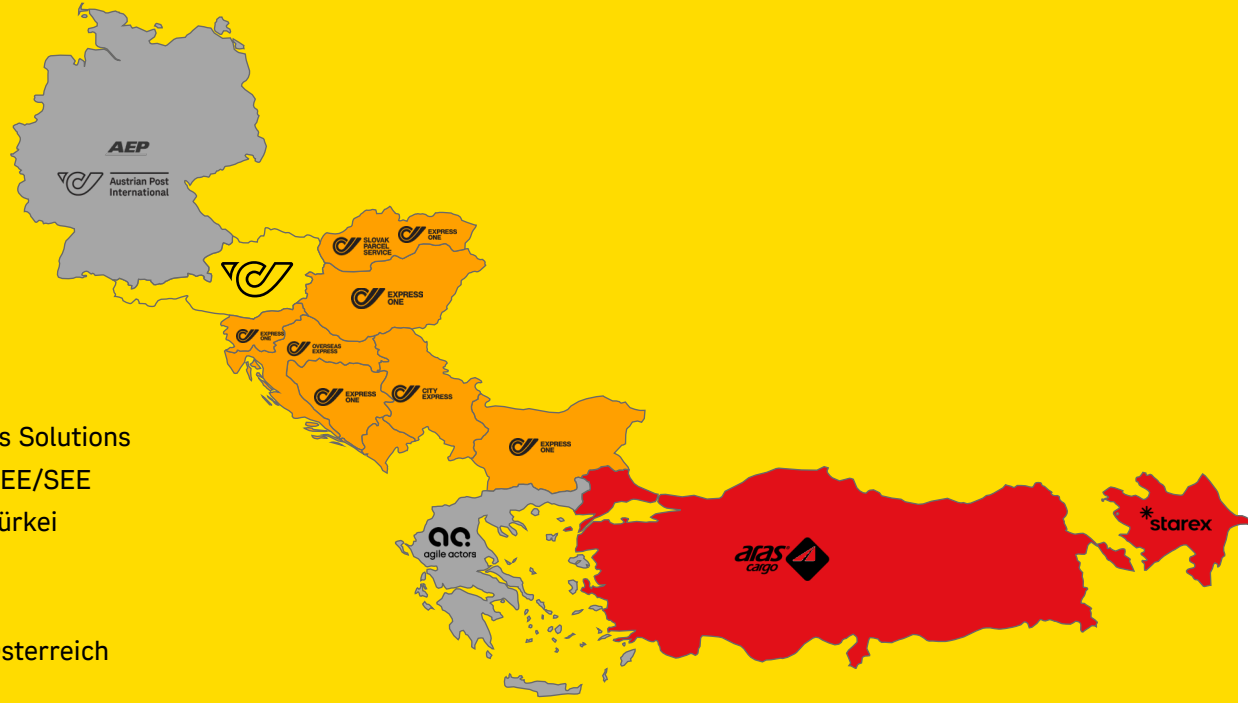 AEP
Austrian Post
International
SLOVAK
PARCEL
SERVICE
EXPRESS
ONE
EXPRESS
ONE
EXPRESS
ONE
OVERSEAS
EXPRESS
EXPRESS
ONE
CITY
EXPRESS
EXPRESS
ONE
s Solutions
EE/SEE
ürkei
sterreich
agile actors
aras
cargo
starex